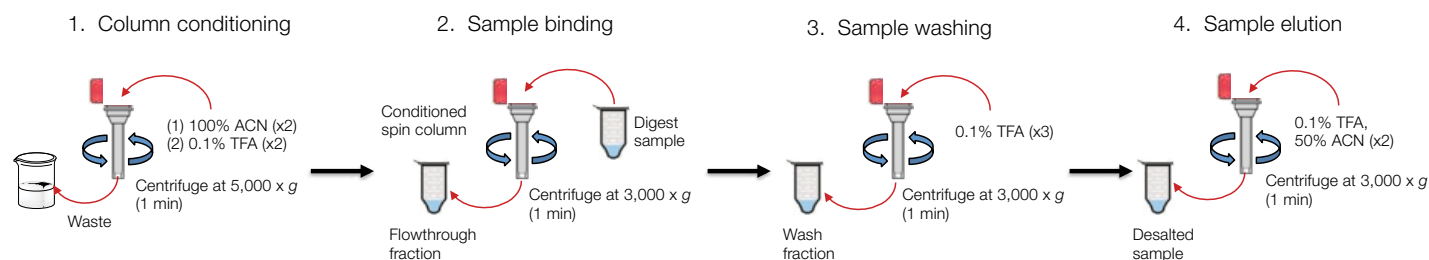 1. Column conditioning
(1) 100% ACN (x2)
(2) 0.1% TFA (x2)
Centrifuge at 5,000 x g
(1 min)
Waste
2. Sample binding
Conditioned
spin column
Digest
sample
Centrifuge at 3,000 x g
(1 min)
Flowthrough
fraction
3. Sample washing
0.1% TFA (x3)
Centrifuge at 3,000 x g
(1 min)
Wash
fraction
4. Sample elution
0.1% TFA,
50% ACN (x2)
Centrifuge at 3,000 x g
(1 min)
Desalted
sample